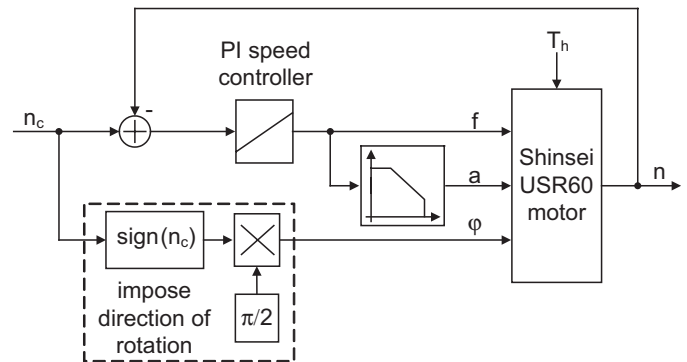 PI speed
controller
T_h
n_c
-
f
Shinsei
USR60
motor
a
n
sign(n_c)
φ
impose
direction of
rotation
π/2